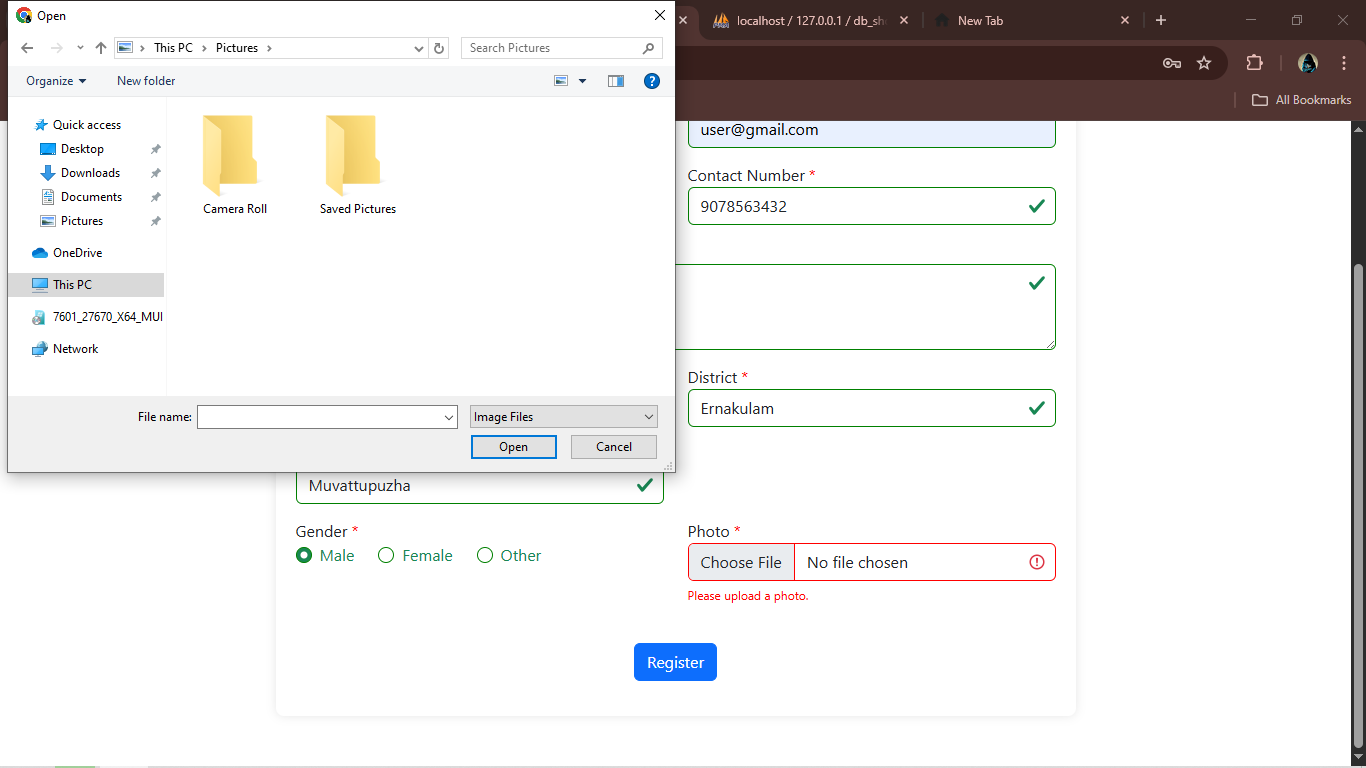 Open
localhost / 127.0.0.1 / db_sh
New Tab
This PC
Pictures
Search Pictures
Organize
New folder
All Bookmarks
Quick access
Desktop
Downloads
Documents
Pictures
OneDrive
This PC
7601_27670_X64_MUI
Network
Camera Roll
Saved Pictures
File name:
Image Files
Open
Cancel
user@gmail.com
Contact Number *
9078563432
District *
Ernakulam
Muvattupuzha
Gender *
Male
Female
Other
Photo *
Choose File
No file chosen
Please upload a photo.
Register